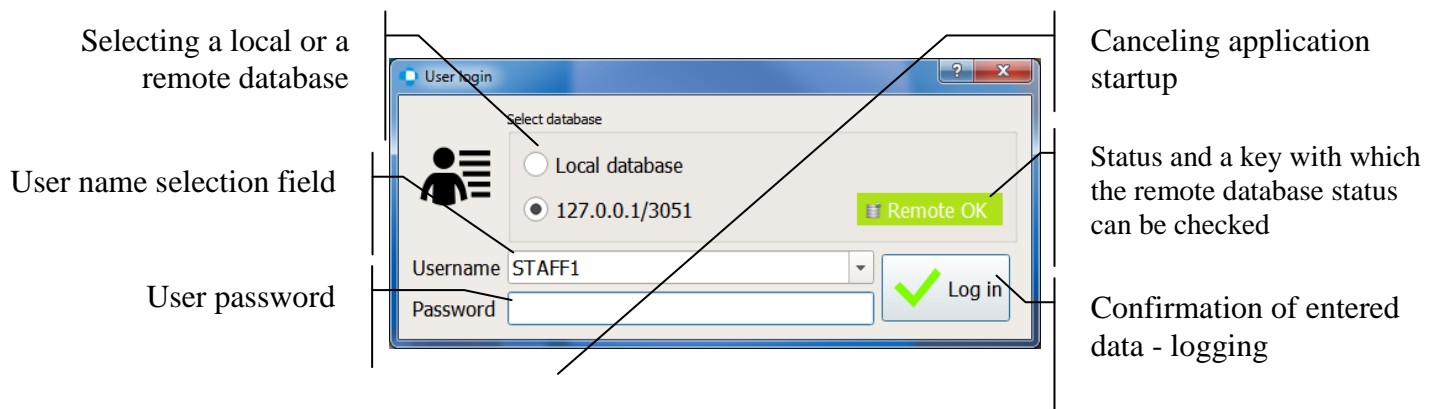 Selecting a local or a
remote database
User name selection field
User password
User login
?
x
Select database
Local database
127.0.0.1/3051
Remote OK
Username STAFF1
Password
Log in
Canceling application
startup
Status and a key with which
the remote database status
can be checked
Confirmation of entered
data - logging